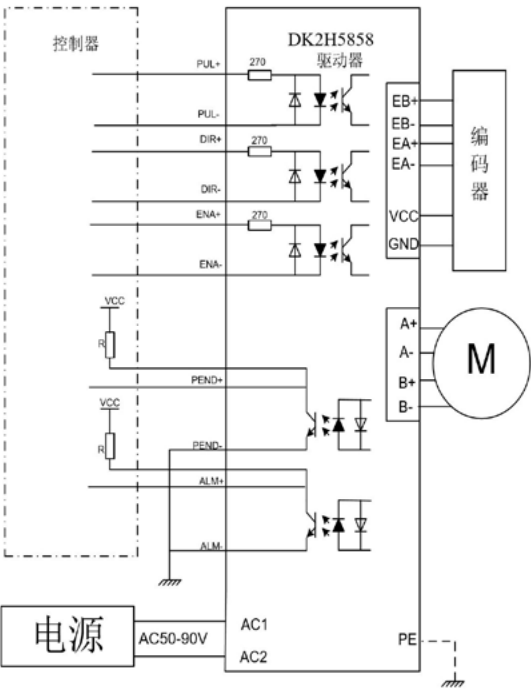 控制器
DK2H5858
驱动器
PUL+
270
PUL-
DIR+
270
DIR-
ENA+
270
ENA-
EB+
EB-
EA+
EA-
VCC
GND
编码器
VCC
R
PEND+
VCC
R
PEND-
ALM+
ALM-
A+
A-
B+
B-
M
电源
AC50-90V
AC1
AC2
PE